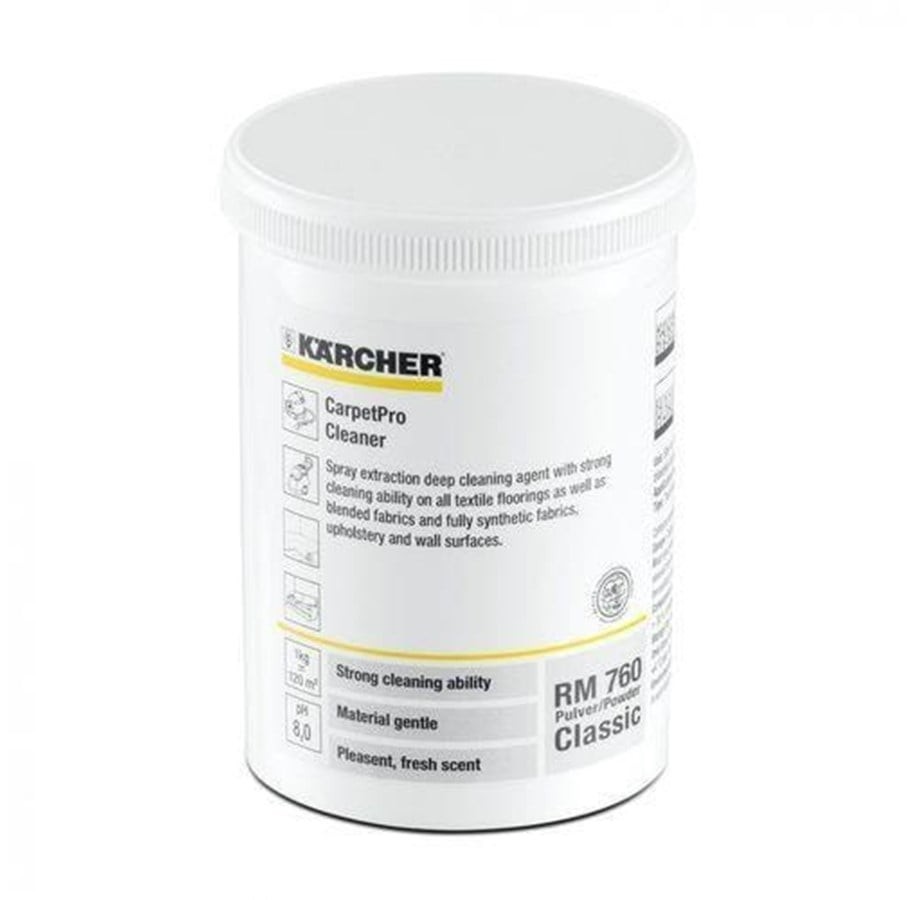 KÄRCHER
CarpetPro
Cleaner
Spray extraction deep cleaning agent with strong
cleaning ability on all textile floorings as well as
blended fabrics and fully synthetic fabrics,
upholstery and wall surfaces.
1kg
=
120 m²
pH
8,0
Strong cleaning ability
Material gentle
Pleasent, fresh scent
RM 760
Pulver/Powder
Classic